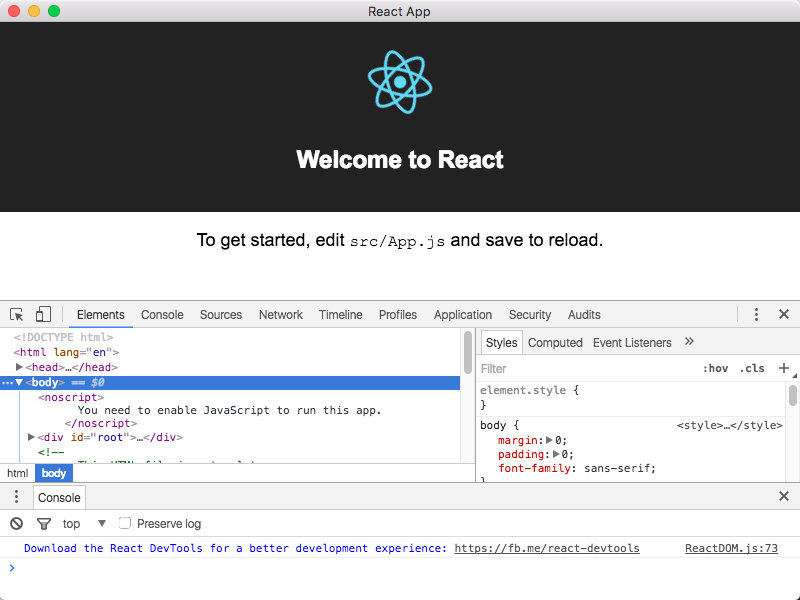 React App
Welcome to React
To get started, edit src/App.js and save to reload.
Elements Console Sources Network Timeline Profiles Application Security Audits
<!DOCTYPE html>
<html lang="en">
<head>…</head>
<body> == $0
<noscript>
You need to enable JavaScript to run this app.
</noscript>
<div id="root">…</div>
<!--
html body
Styles Computed Event Listeners »
Filter :hov .cls +
element.style {
}
body { <style>…</style>
margin: 0;
padding: 0;
font-family: sans-serif;
Console
top Preserve log
Download the React DevTools for a better development experience: https://fb.me/react-devtools ReactDOM.js:73
>